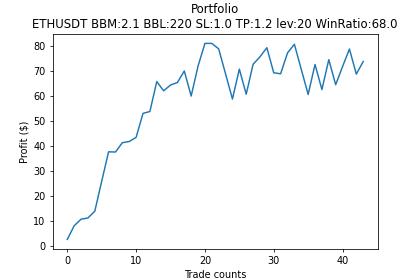 Portfolio
ETHUSDT BBM:2.1 BBL:220 SL:1.0 TP:1.2 lev:20 WinRatio:68.0
80
70
60
50
40
30
20
10
0
Profit ($)
0 10 20 30 40
Trade counts